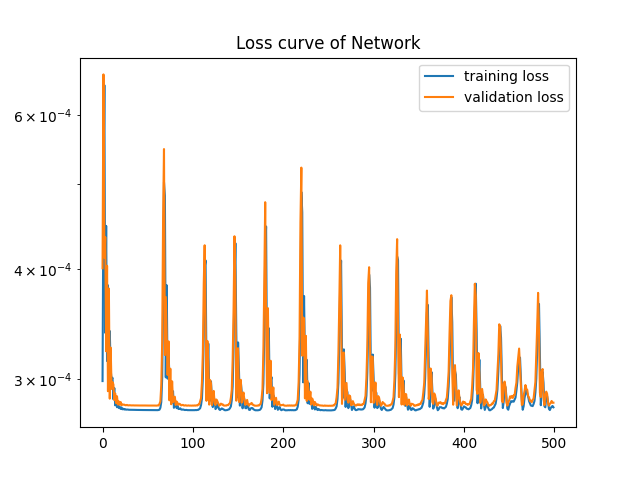 Loss curve of Network
training loss
validation loss
6 × 10⁻⁴
4 × 10⁻⁴
3 × 10⁻⁴
0 100 200 300 400 500